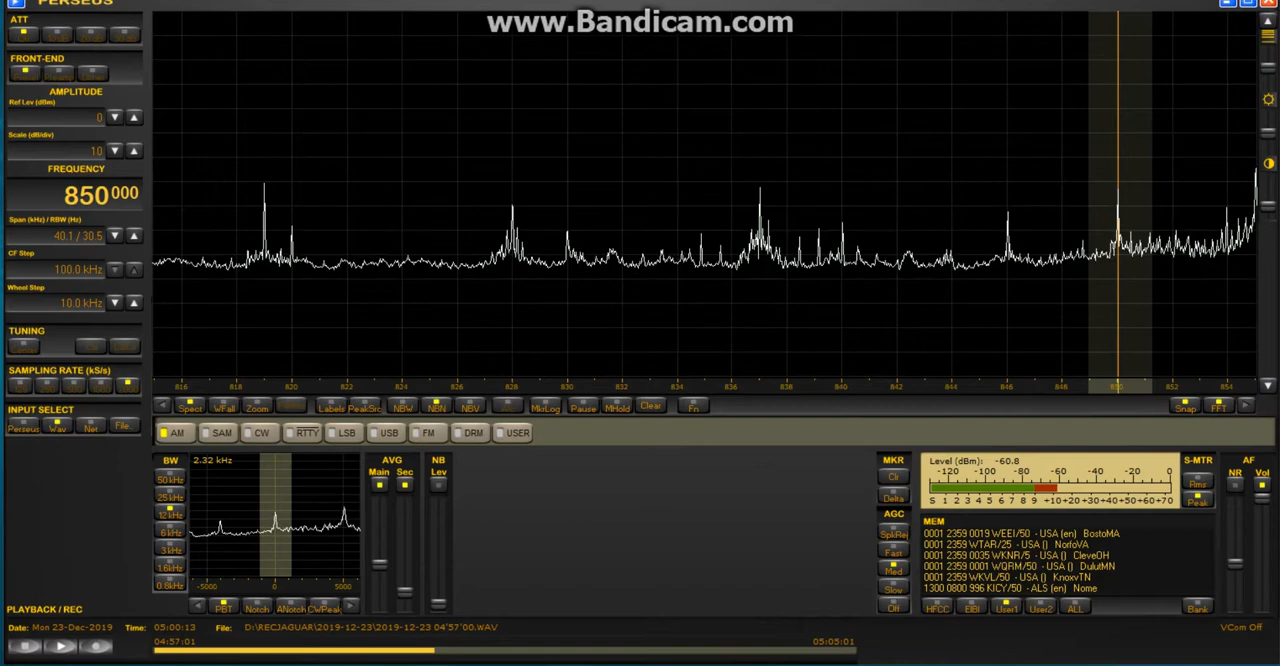 PERSEUS
www.Bandicam.com
ATT
FRONT-END
AMPLITUDE
Ref Lev (dBm)
0
Scale (dB/div)
10
FREQUENCY
850 000
Span (kHz) / RBW (Hz)
40.1 / 30.5
CF Step
100.0 kHz
Wheel Step
10.0 kHz
TUNING
SAMPLING RATE (kS/s)
INPUT SELECT
Perseus Wav Net File...
816 818 820 822 824 826 828 830 832 834 836 838 840 842 844 846 848 850 852 854
Spect WFall Zoom Labels PeakSrc NBW NBN NBV MkrLog Pause MHold Clear Fn Snap FFT
AM SAM CW RTTY LSB USB FM DRM USER
BW
50 kHz
25 kHz
12 kHz
6 kHz
3 kHz
1.6kHz
0.8kHz
2.32 kHz
-5000 0 5000
PBT Notch ANotch CWPeak
AVG
Main Sec
NB
Lev
MKR
Clr
Delta
AGC
Fast
Med
Slow
Off
Level (dBm): -60.8
-120 -100 -80 -60 -40 -20 0
S 1 2 3 4 5 6 7 8 9 +10 +20 +30 +40 +50 +60 +70
S-MTR
Rms
Peak
AF
NR Vol
MEM
0001 2359 0019 WEEI/50 - USA (en) BostoMA
0001 2359 WTAR/25 - USA () NorfoVA
0001 2359 0035 WKNR/5 - USA () CleveOH
0001 2359 0001 WQRM/50 - USA () DulutMN
0001 2359 WKVL/50 - USA () KnoxvTN
1300 0800 996 KICY/50 - ALS (en) Nome
HFCC EIBI User1 User2 ALL Bank
PLAYBACK / REC
Date: Mon 23-Dec-2019 Time: 05:00:13 File: D:\RECJAGUAR\2019-12-23\2019-12-23 04'57'00.WAV
VCom Off
04:57:01 05:05:01